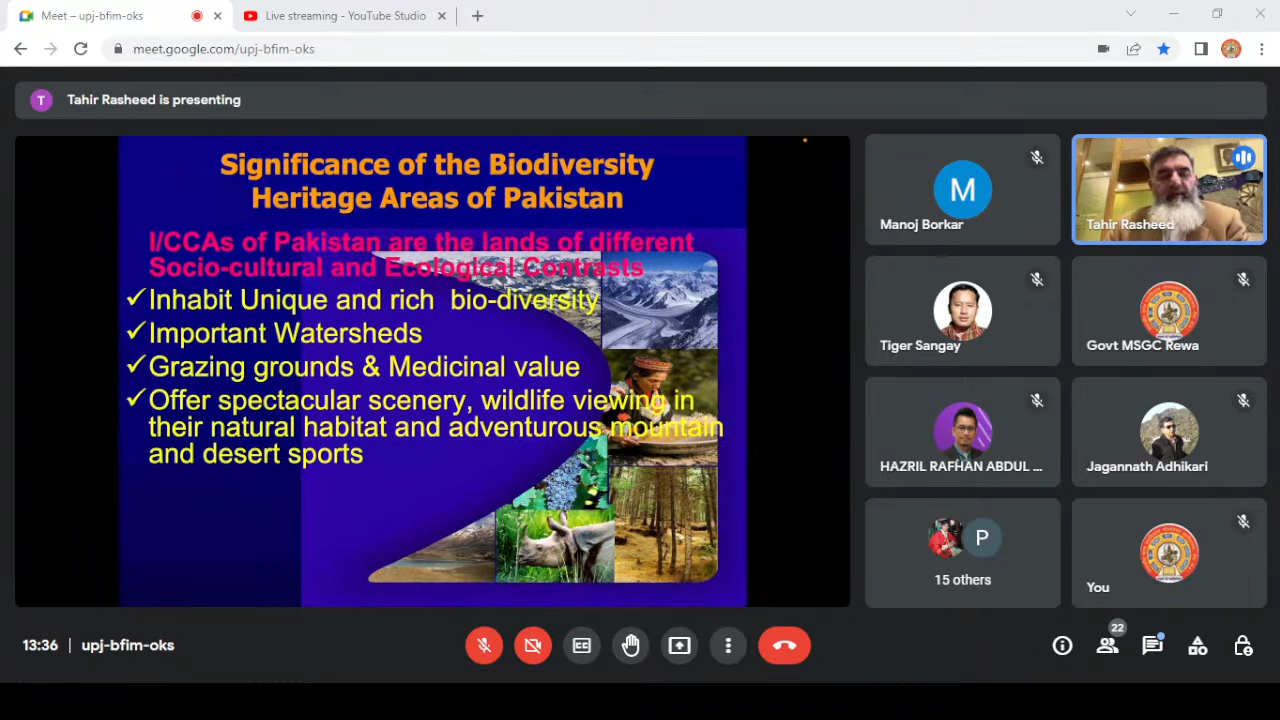 Meet – upj-bfim-oks
Live streaming - YouTube Studio
meet.google.com/upj-bfim-oks
T
Tahir Rasheed is presenting
Significance of the Biodiversity
Heritage Areas of Pakistan
I/CCAs of Pakistan are the lands of different
Socio-cultural and Ecological Contrasts
✓Inhabit Unique and rich bio-diversity
✓Important Watersheds
✓Grazing grounds & Medicinal value
✓Offer spectacular scenery, wildlife viewing in
their natural habitat and adventurous mountain
and desert sports
M
Manoj Borkar
Tahir Rasheed
Tiger Sangay
Govt MSGC Rewa
HAZRIL RAFHAN ABDUL ...
Jagannath Adhikari
P
15 others
You
13:36 | upj-bfim-oks
CC
22